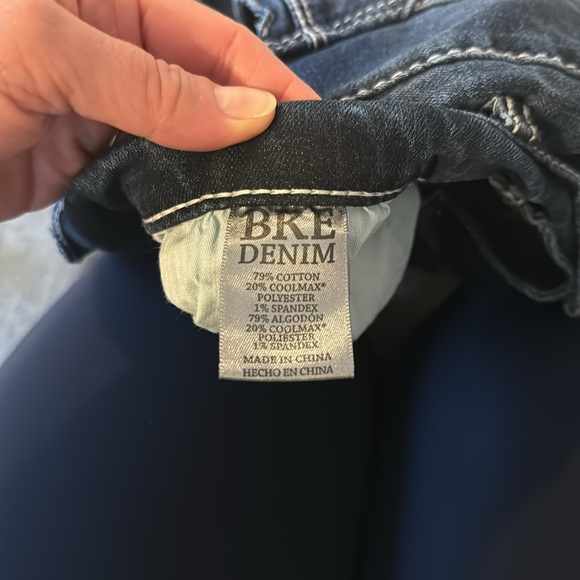 BKE
DENIM
79% COTTON
20% COOLMAX®
POLYESTER
1% SPANDEX
79% ALGODÓN
20% COOLMAX®
POLIESTER
1% SPANDEX
MADE IN CHINA
HECHO EN CHINA